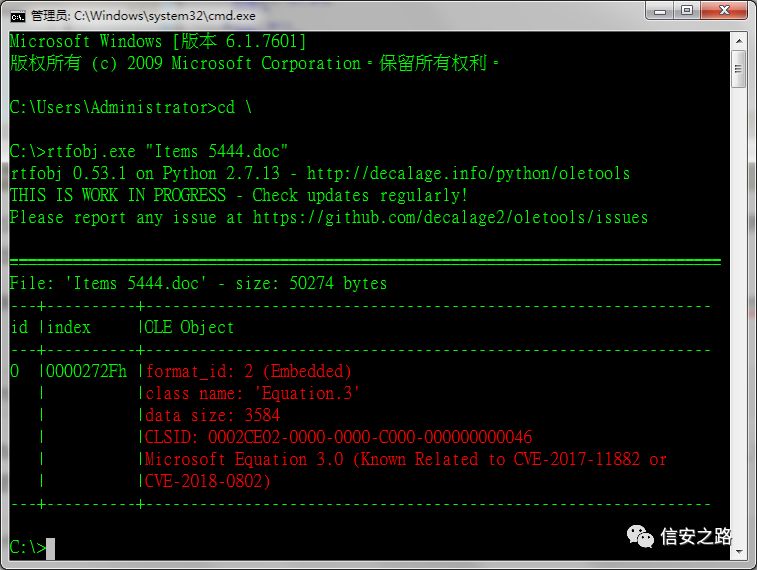 管理员: C:\Windows\system32\cmd.exe
Microsoft Windows [版本 6.1.7601]
版权所有 (c) 2009 Microsoft Corporation。保留所有权利。
C:\Users\Administrator>cd \
C:\>rtfobj.exe "Items 5444.doc"
rtfobj 0.53.1 on Python 2.7.13 - http://decalage.info/python/oletools
THIS IS WORK IN PROGRESS - Check updates regularly!
Please report any issue at https://github.com/decalage2/oletools/issues
===============================================================================
File: 'Items 5444.doc' - size: 50274 bytes
---+----------+---------------------------------------------------------------
id |index     |OLE Object
---+----------+---------------------------------------------------------------
0  |0000272Fh |format_id: 2 (Embedded)
   |          |class name: 'Equation.3'
   |          |data size: 3584
   |          |CLSID: 0002CE02-0000-0000-C000-000000000046
   |          |Microsoft Equation 3.0 (Known Related to CVE-2017-11882 or
   |          |CVE-2018-0802)
---+----------+---------------------------------------------------------------
C:\>
信安之路